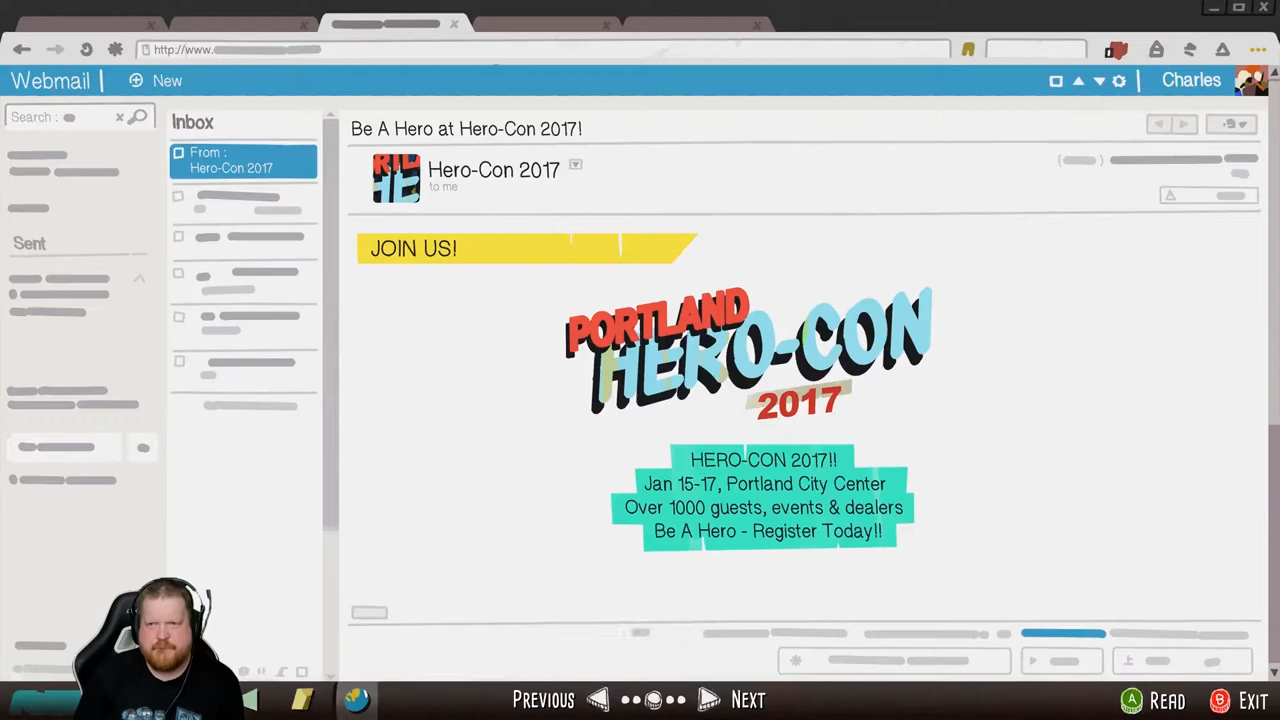 http://www.
Webmail
New
Charles
Search :
Inbox
From :
Hero-Con 2017
Sent
Be A Hero at Hero-Con 2017!
Hero-Con 2017
to me
JOIN US!
PORTLAND
HERO-CON
2017
HERO-CON 2017!!
Jan 15-17, Portland City Center
Over 1000 guests, events & dealers
Be A Hero - Register Today!!
Previous
Next
A Read
B Exit